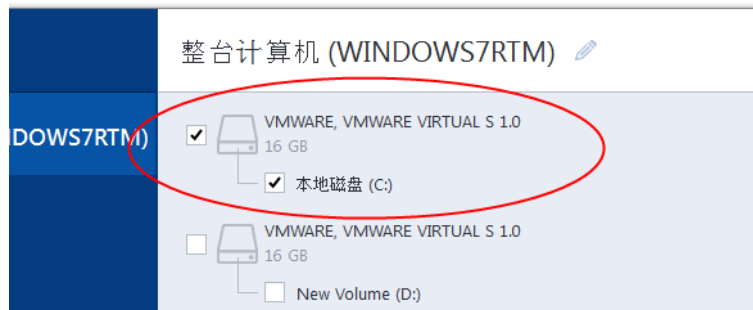 整台计算机 (WINDOWS7RTM)
NDOWS7RTM)
VMWARE, VMWARE VIRTUAL S 1.0
16 GB
本地磁盘 (C:)
VMWARE, VMWARE VIRTUAL S 1.0
16 GB
New Volume (D:)